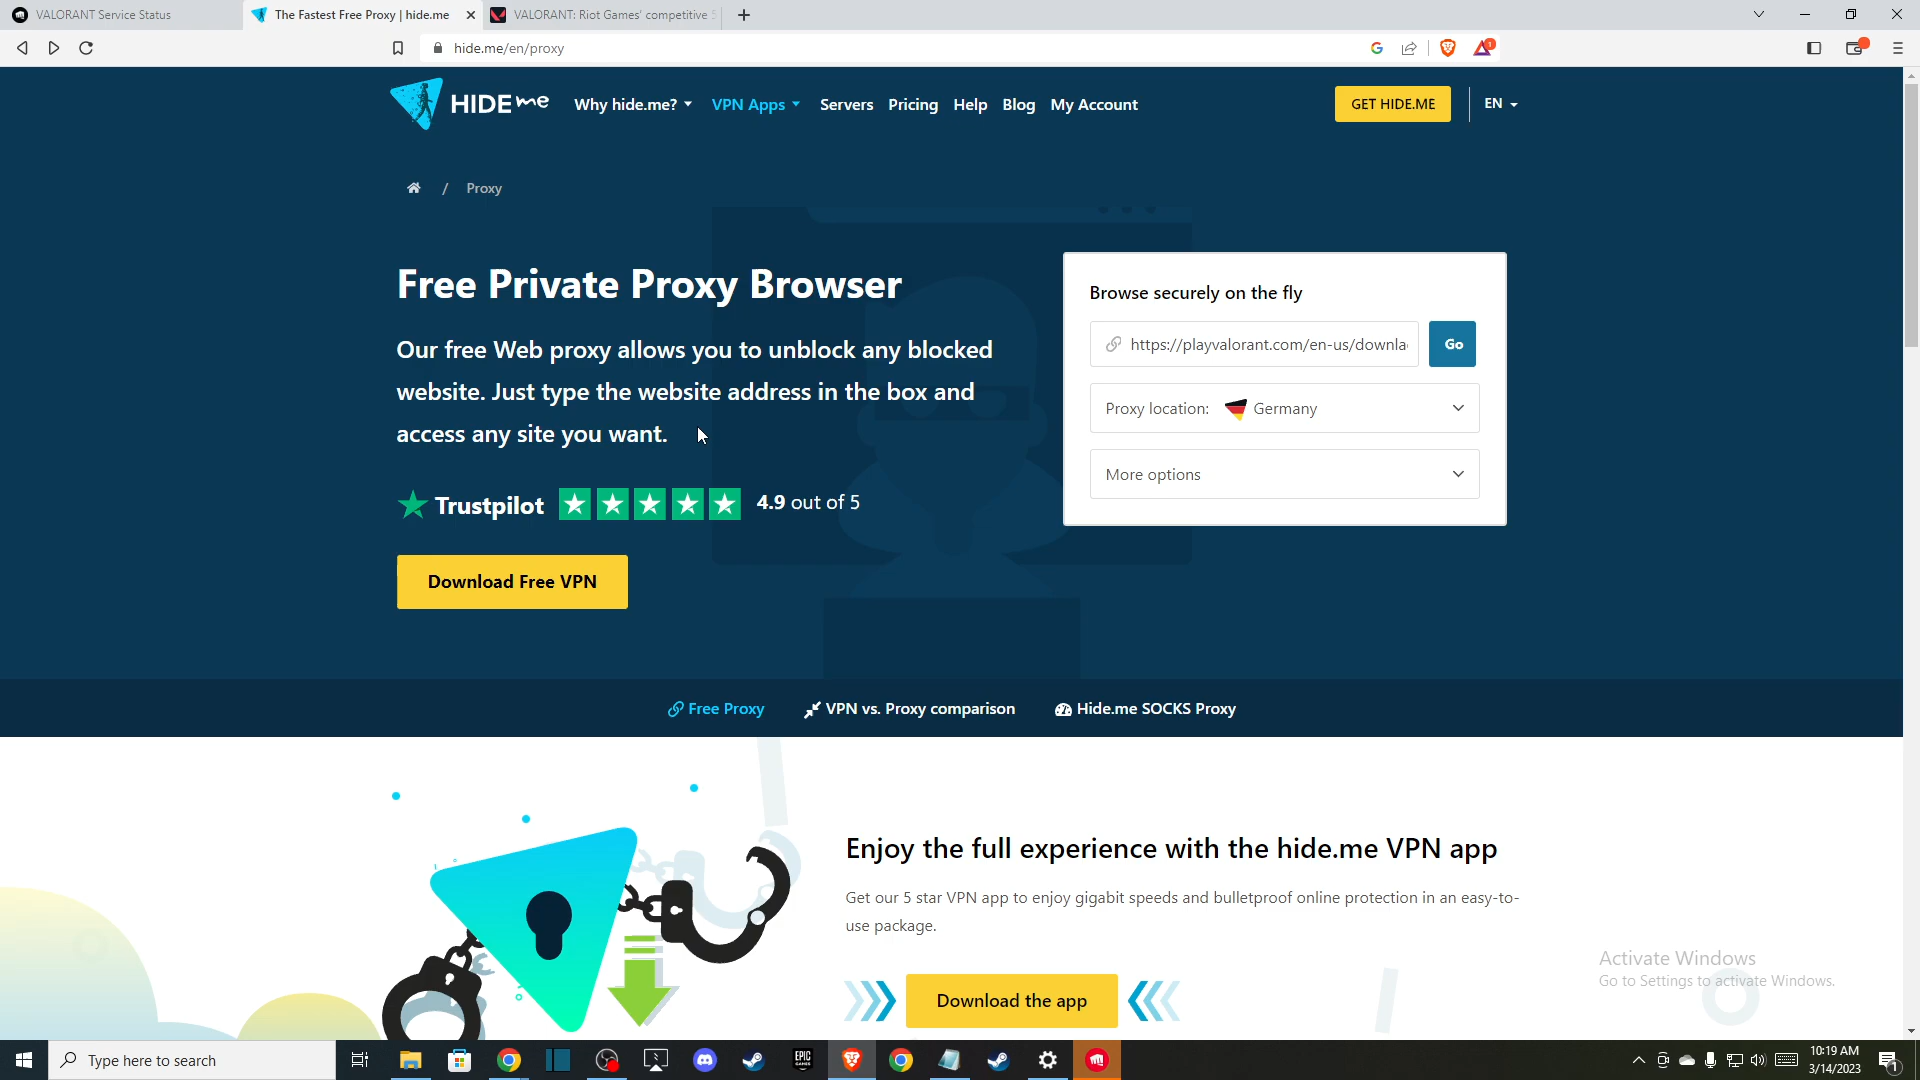 VALORANT Service Status
The Fastest Free Proxy | hide.me
VALORANT: Riot Games' competitive 5
hide.me/en/proxy
1
HIDE me
Why hide.me?
VPN Apps
Servers
Pricing
Help
Blog
My Account
GET HIDE.ME
EN
/ Proxy
Free Private Proxy Browser
Our free Web proxy allows you to unblock any blocked
website. Just type the website address in the box and
access any site you want.
Trustpilot
4.9 out of 5
Download Free VPN
Browse securely on the fly
https://playvalorant.com/en-us/downla
Go
Proxy location: Germany
More options
Free Proxy
VPN vs. Proxy comparison
Hide.me SOCKS Proxy
Enjoy the full experience with the hide.me VPN app
Get our 5 star VPN app to enjoy gigabit speeds and bulletproof online protection in an easy-to-
use package.
Download the app
Activate Windows
Go to Settings to activate Windows.
Type here to search
EPIC
GAMES
10:19 AM
3/14/2023
1